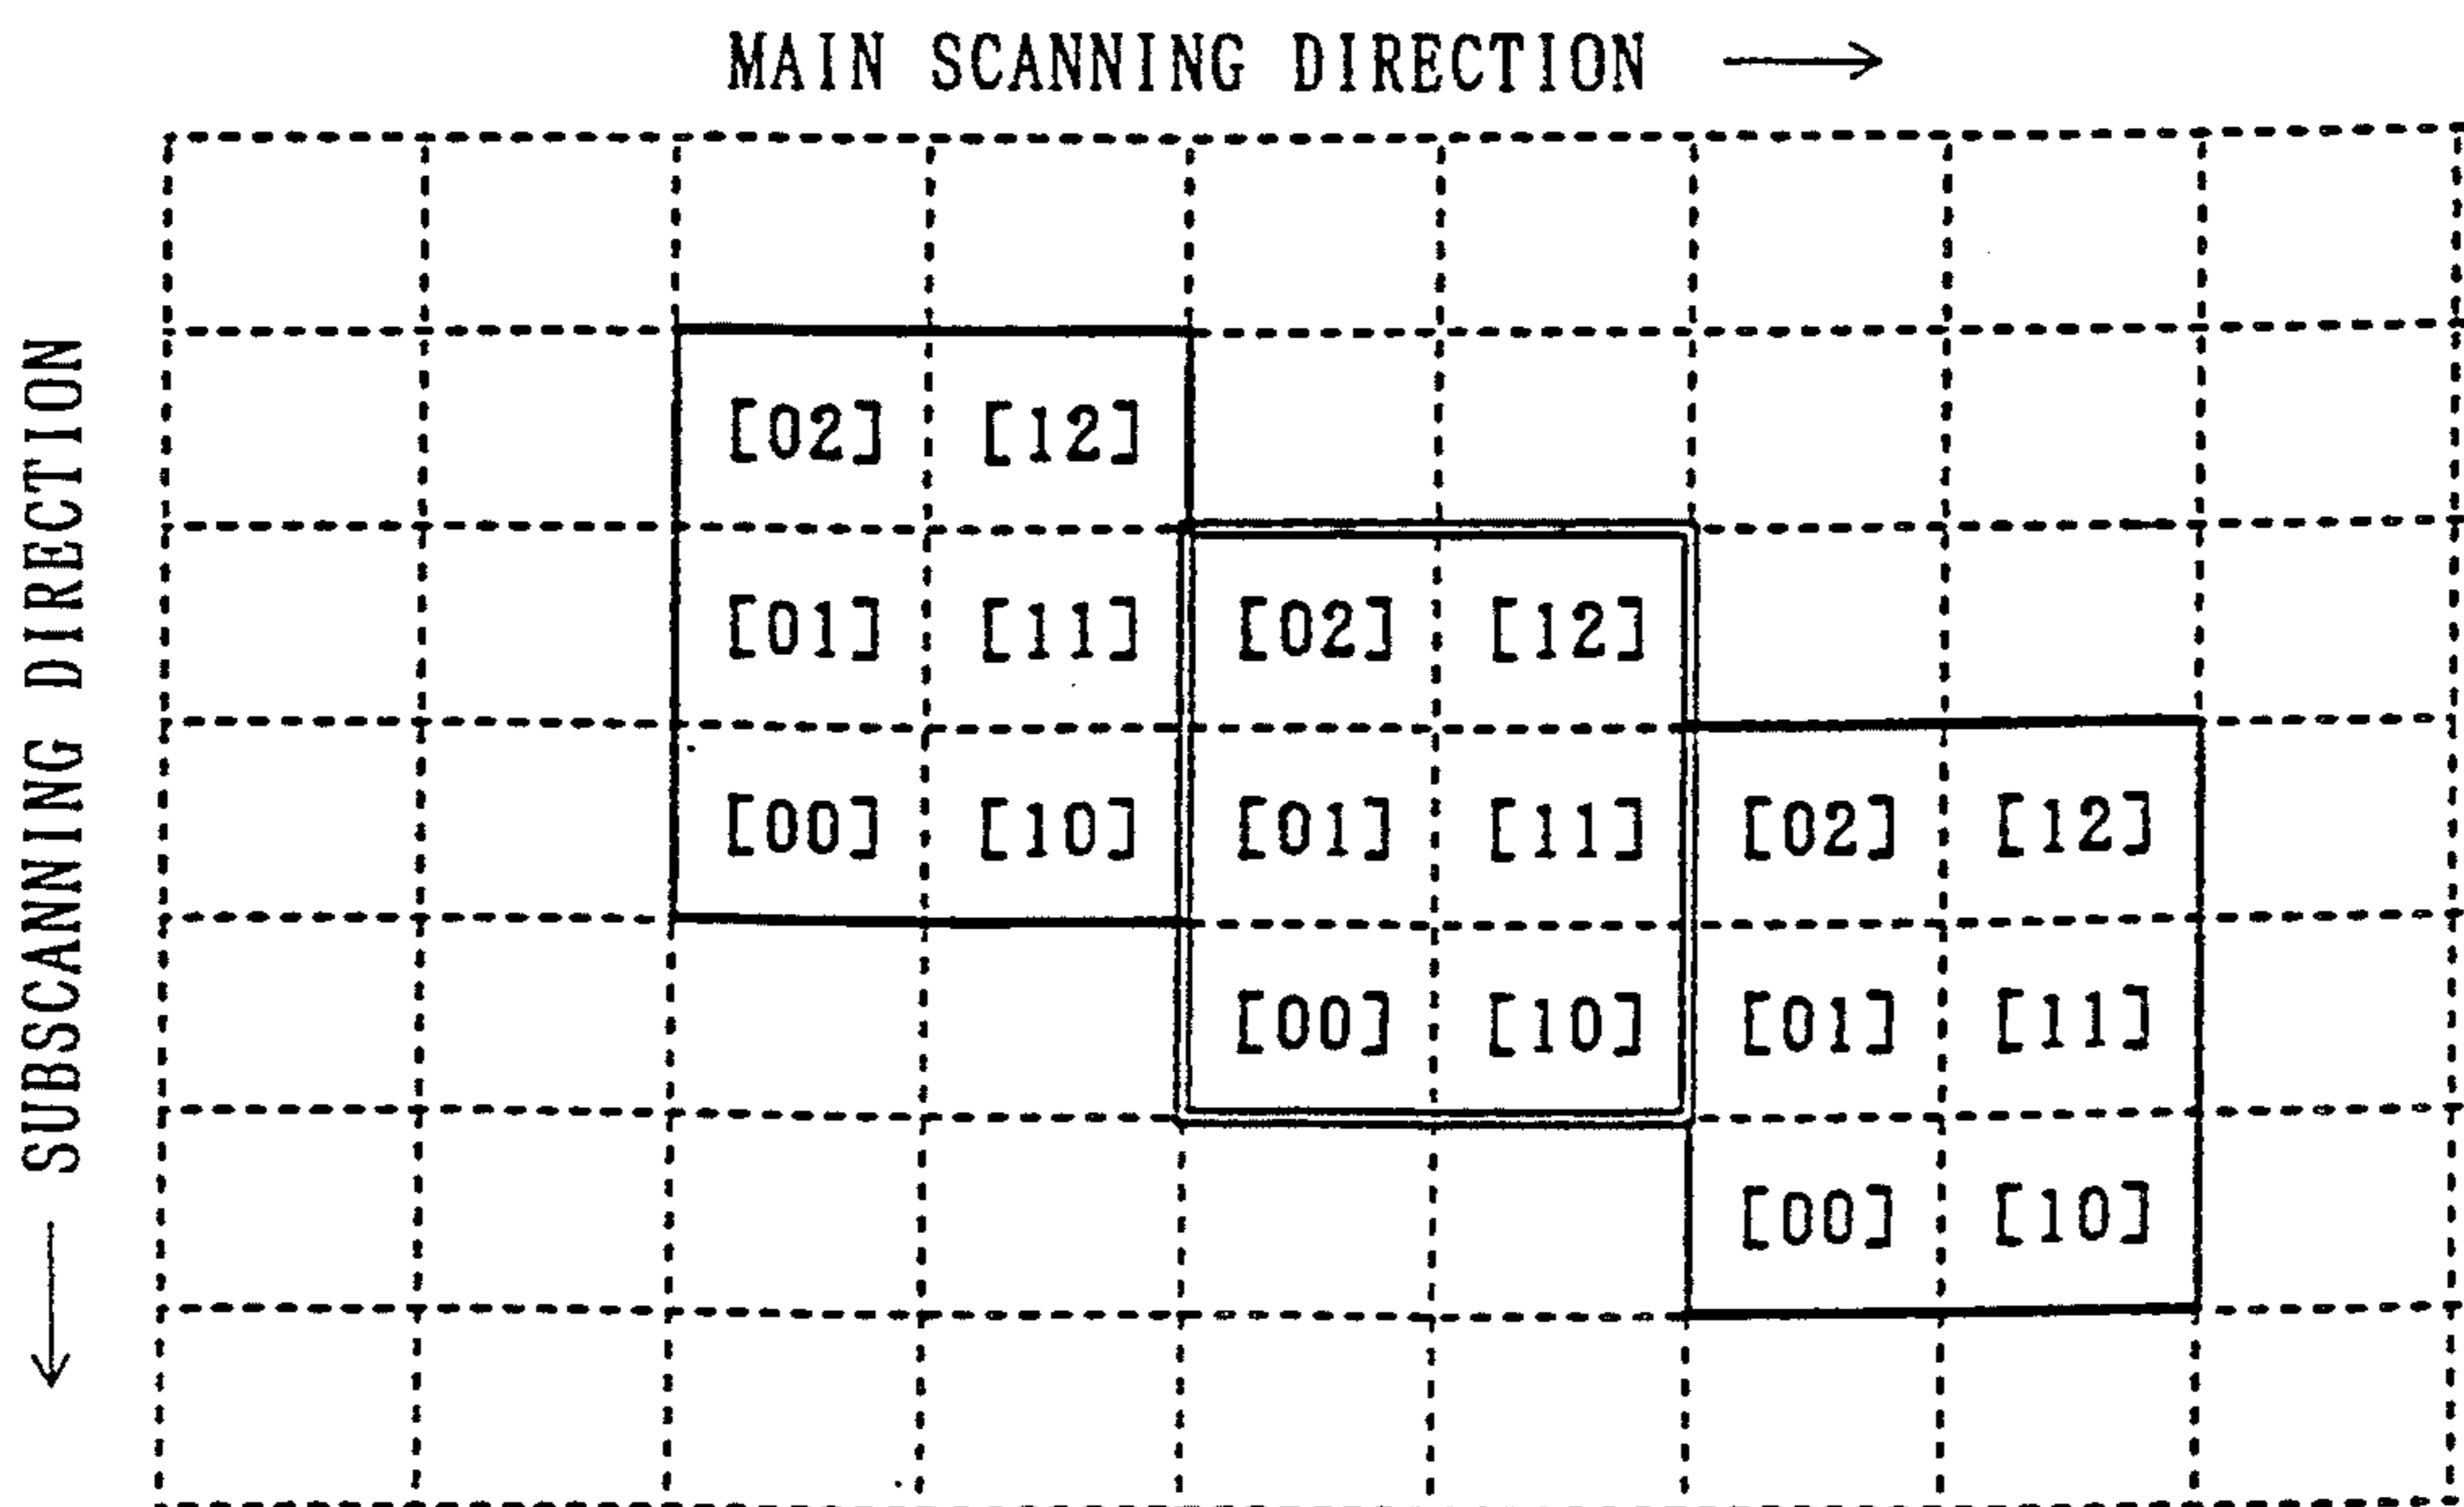 MAIN SCANNING DIRECTION →
SUBSCANNING DIRECTION
[02] [12]
[01] [11] [02] [12]
[00] [10] [01] [11] [02] [12]
[00] [10] [01] [11]
[00] [10]